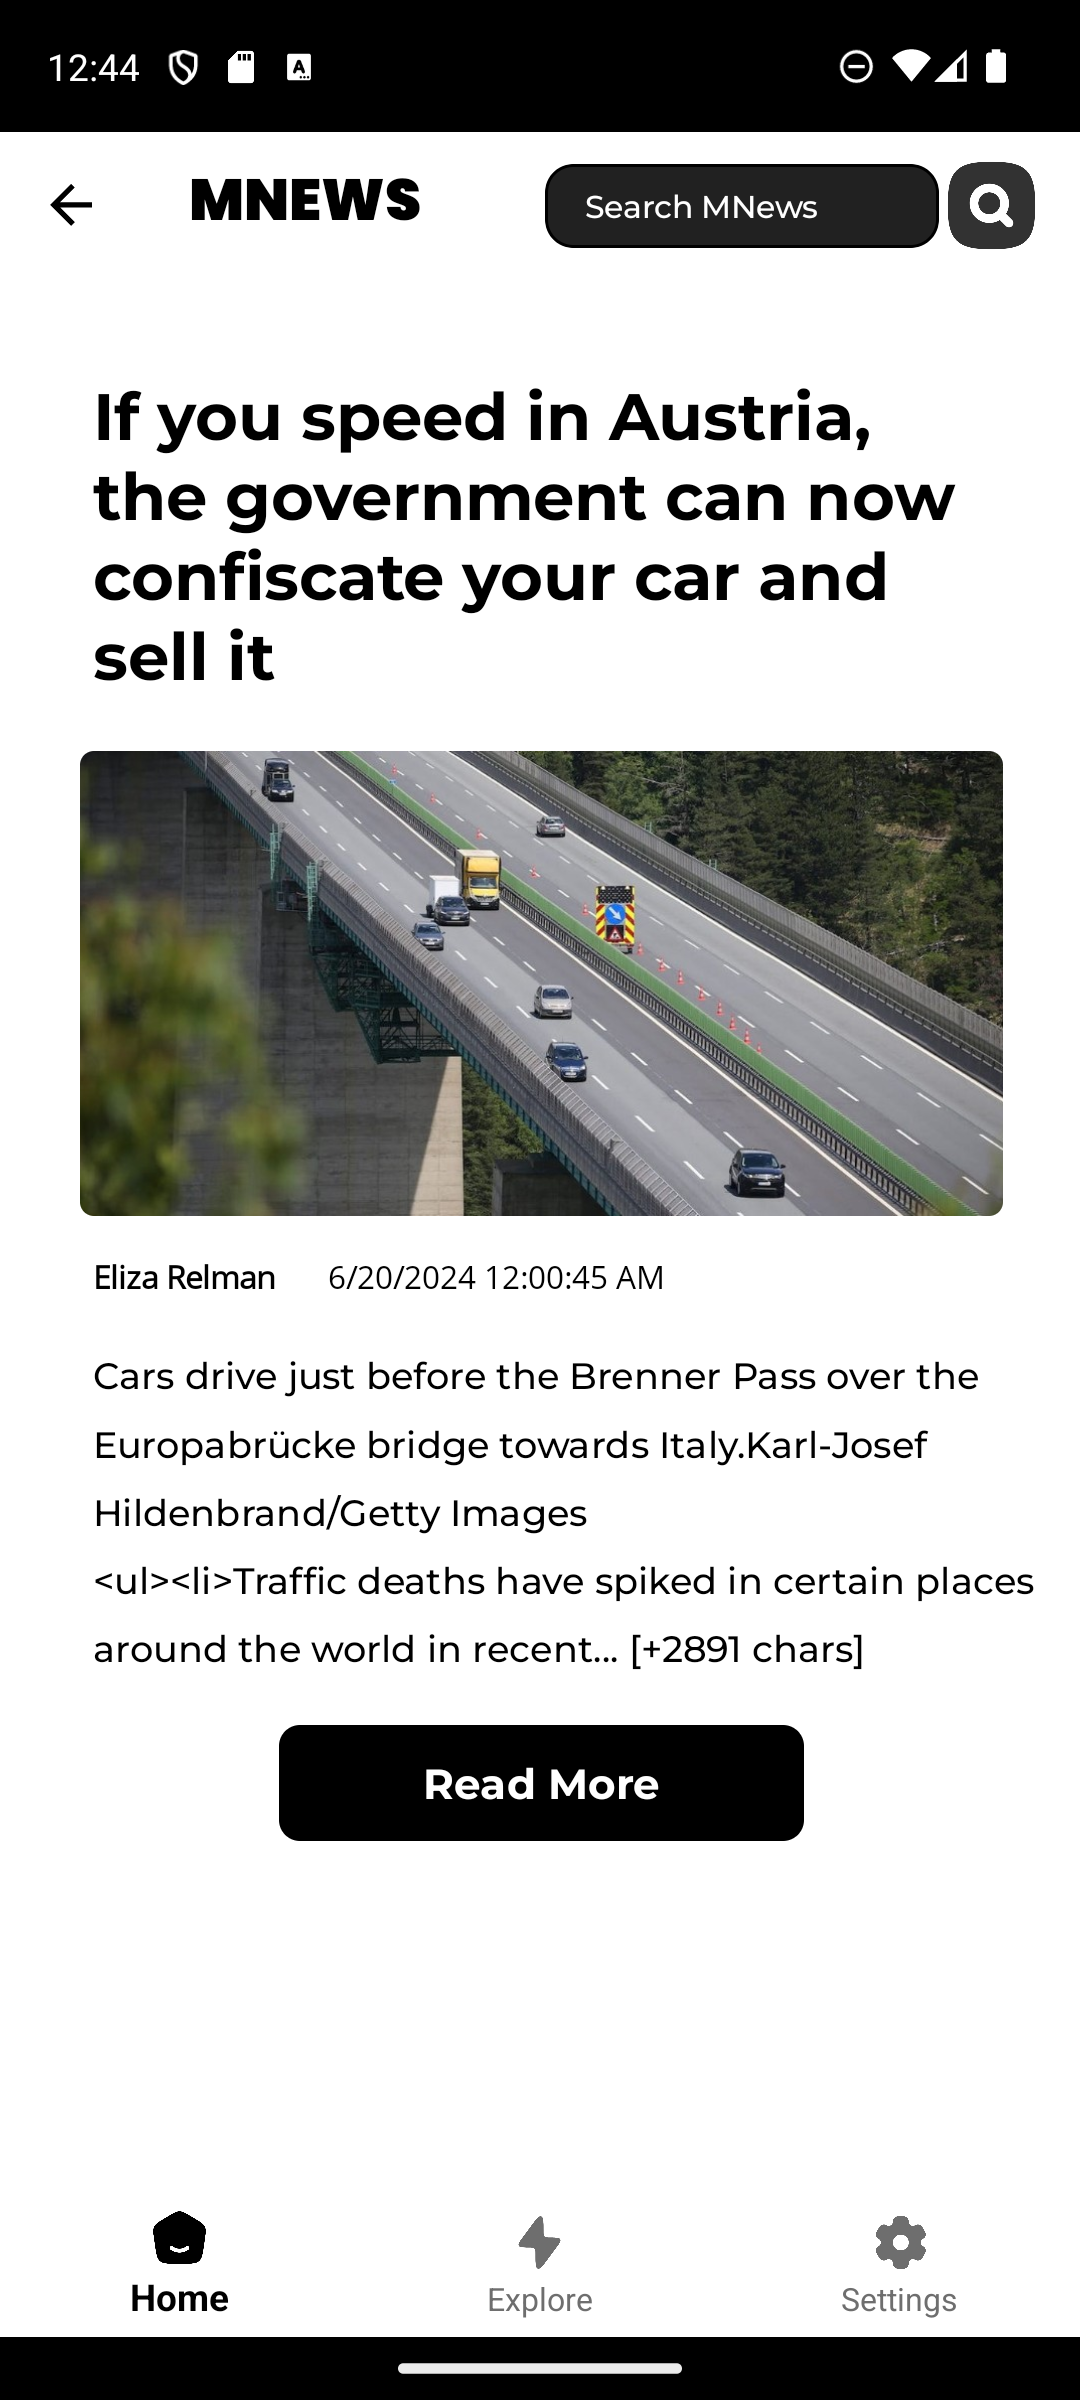 12:44
MNEWS
Search MNews
If you speed in Austria,
the government can now
confiscate your car and
sell it
Eliza Relman 6/20/2024 12:00:45 AM
Cars drive just before the Brenner Pass over the
Europabrücke bridge towards Italy.Karl-Josef
Hildenbrand/Getty Images
<ul><li>Traffic deaths have spiked in certain places
around the world in recent... [+2891 chars]
Read More
Home
Explore
Settings